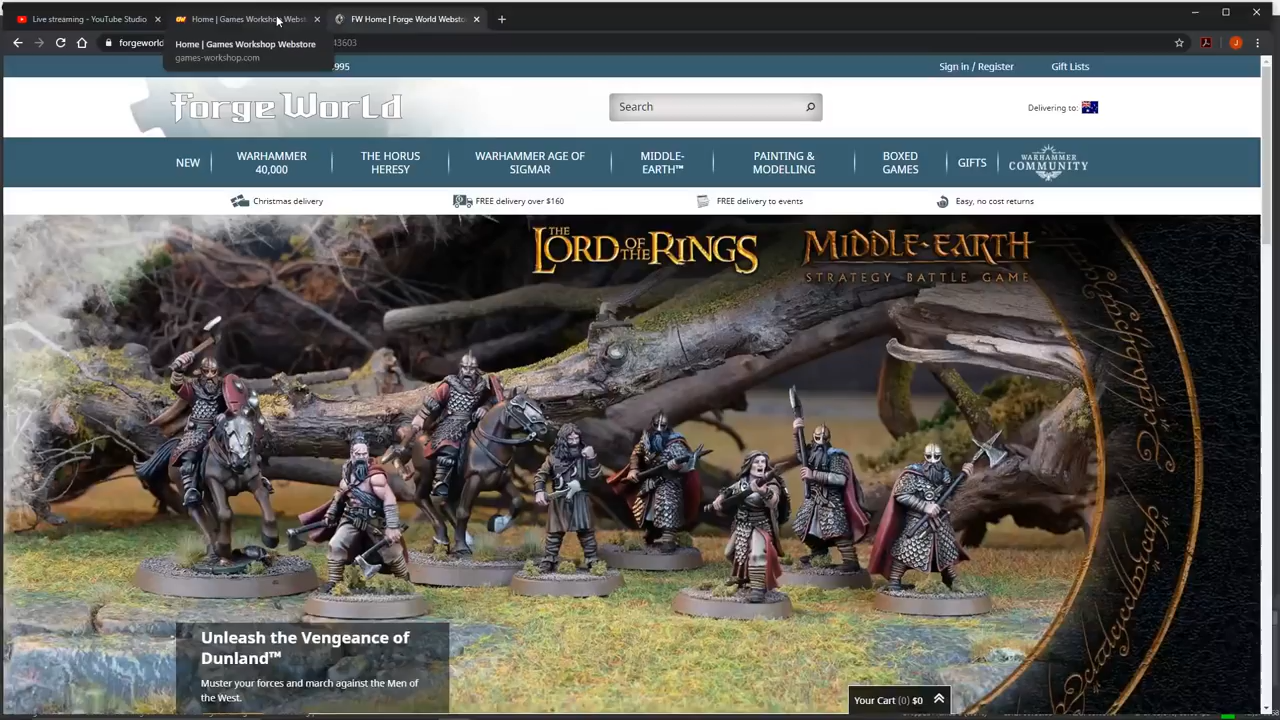 Live streaming - YouTube Studio
Home | Games Workshop Webst
FW Home | Forge World Websto
forgeworld
43603
Home | Games Workshop Webstore
games-workshop.com
995
Sign in / Register
Gift Lists
Forge World
Search
Delivering to:
NEW
WARHAMMER
40,000
THE HORUS
HERESY
WARHAMMER AGE OF
SIGMAR
MIDDLE-
EARTH™
PAINTING &
MODELLING
BOXED
GAMES
GIFTS
WARHAMMER
COMMUNITY
Christmas delivery
FREE delivery over $160
FREE delivery to events
Easy, no cost returns
THE
LORD OF THE RINGS
MIDDLE-EARTH
STRATEGY BATTLE GAME
Unleash the Vengeance of
Dunland™
Muster your forces and march against the Men of
the West.
Your Cart (0) $0